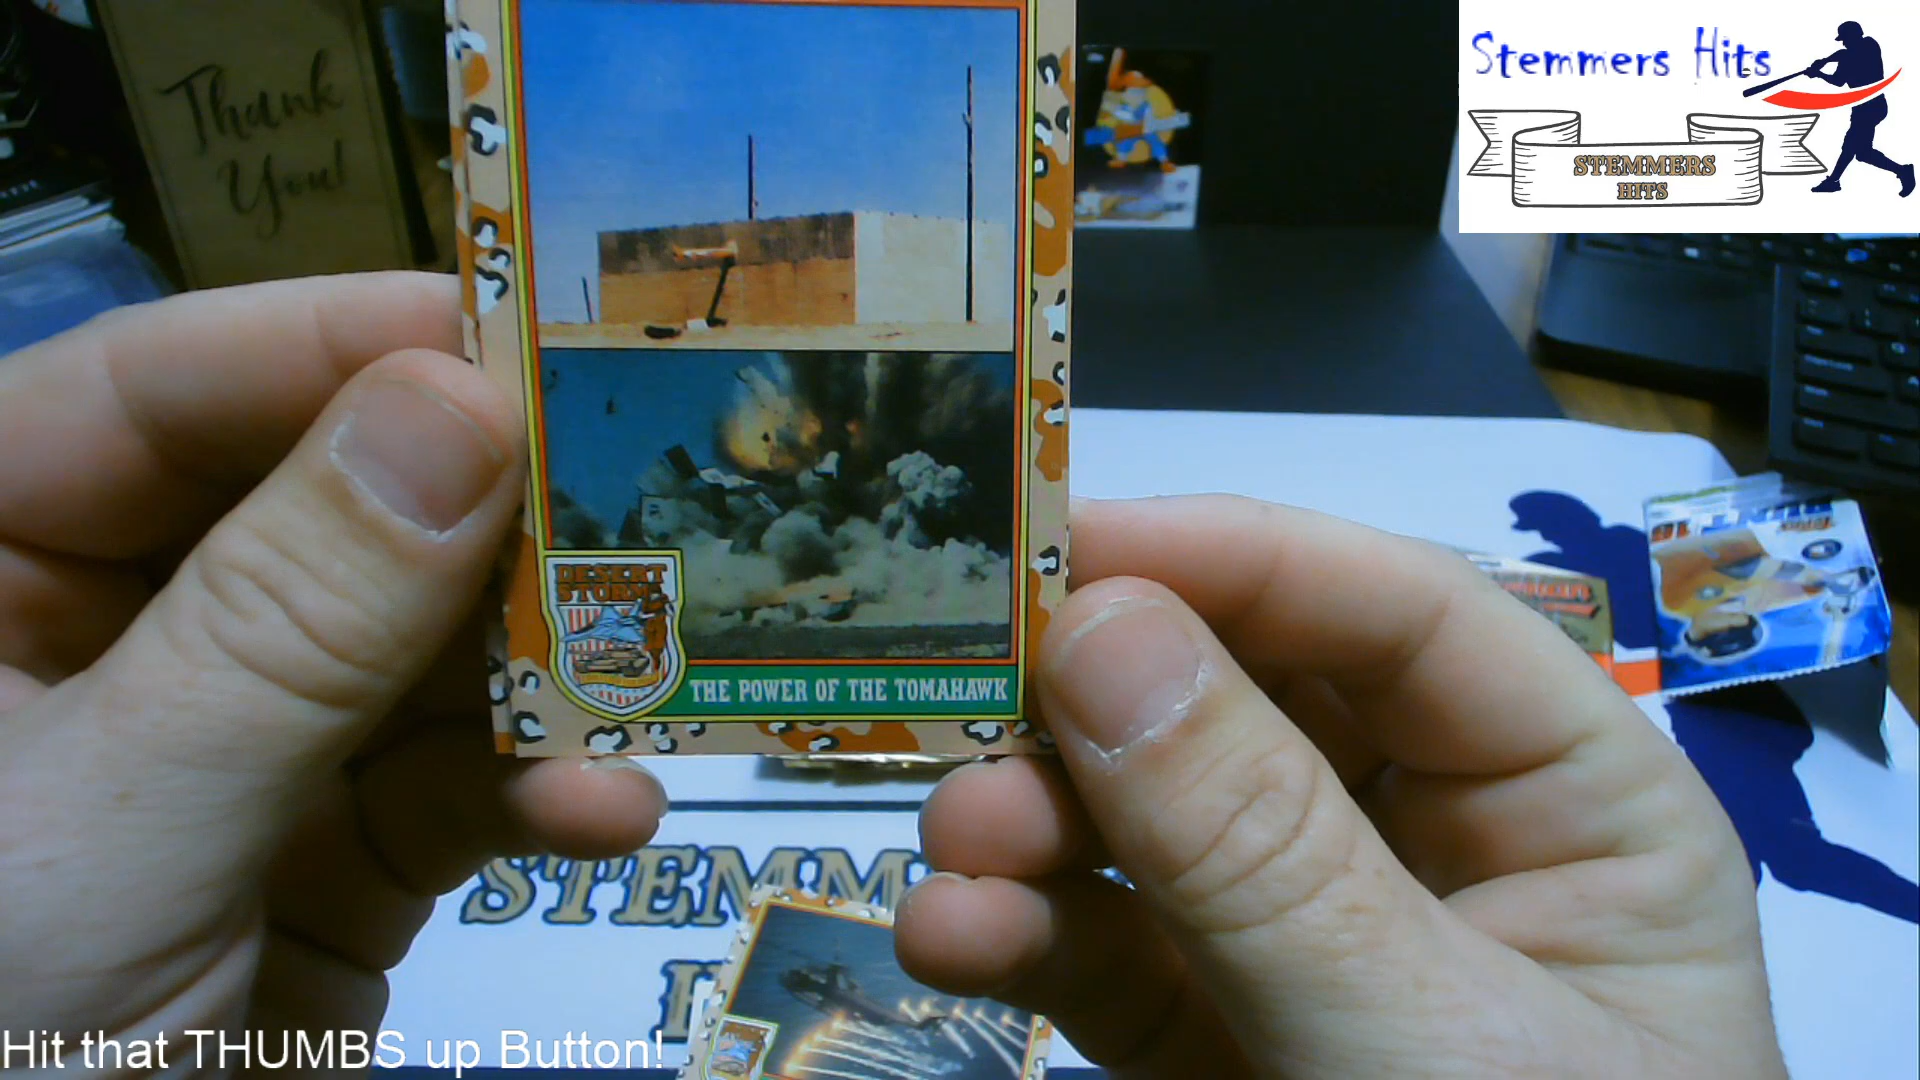 Thank
You!
Stemmers Hits
STEMMERS
HITS
DESERT
STORM
THE POWER OF THE TOMAHAWK
STEMM
H
Hit that THUMBS up Button!